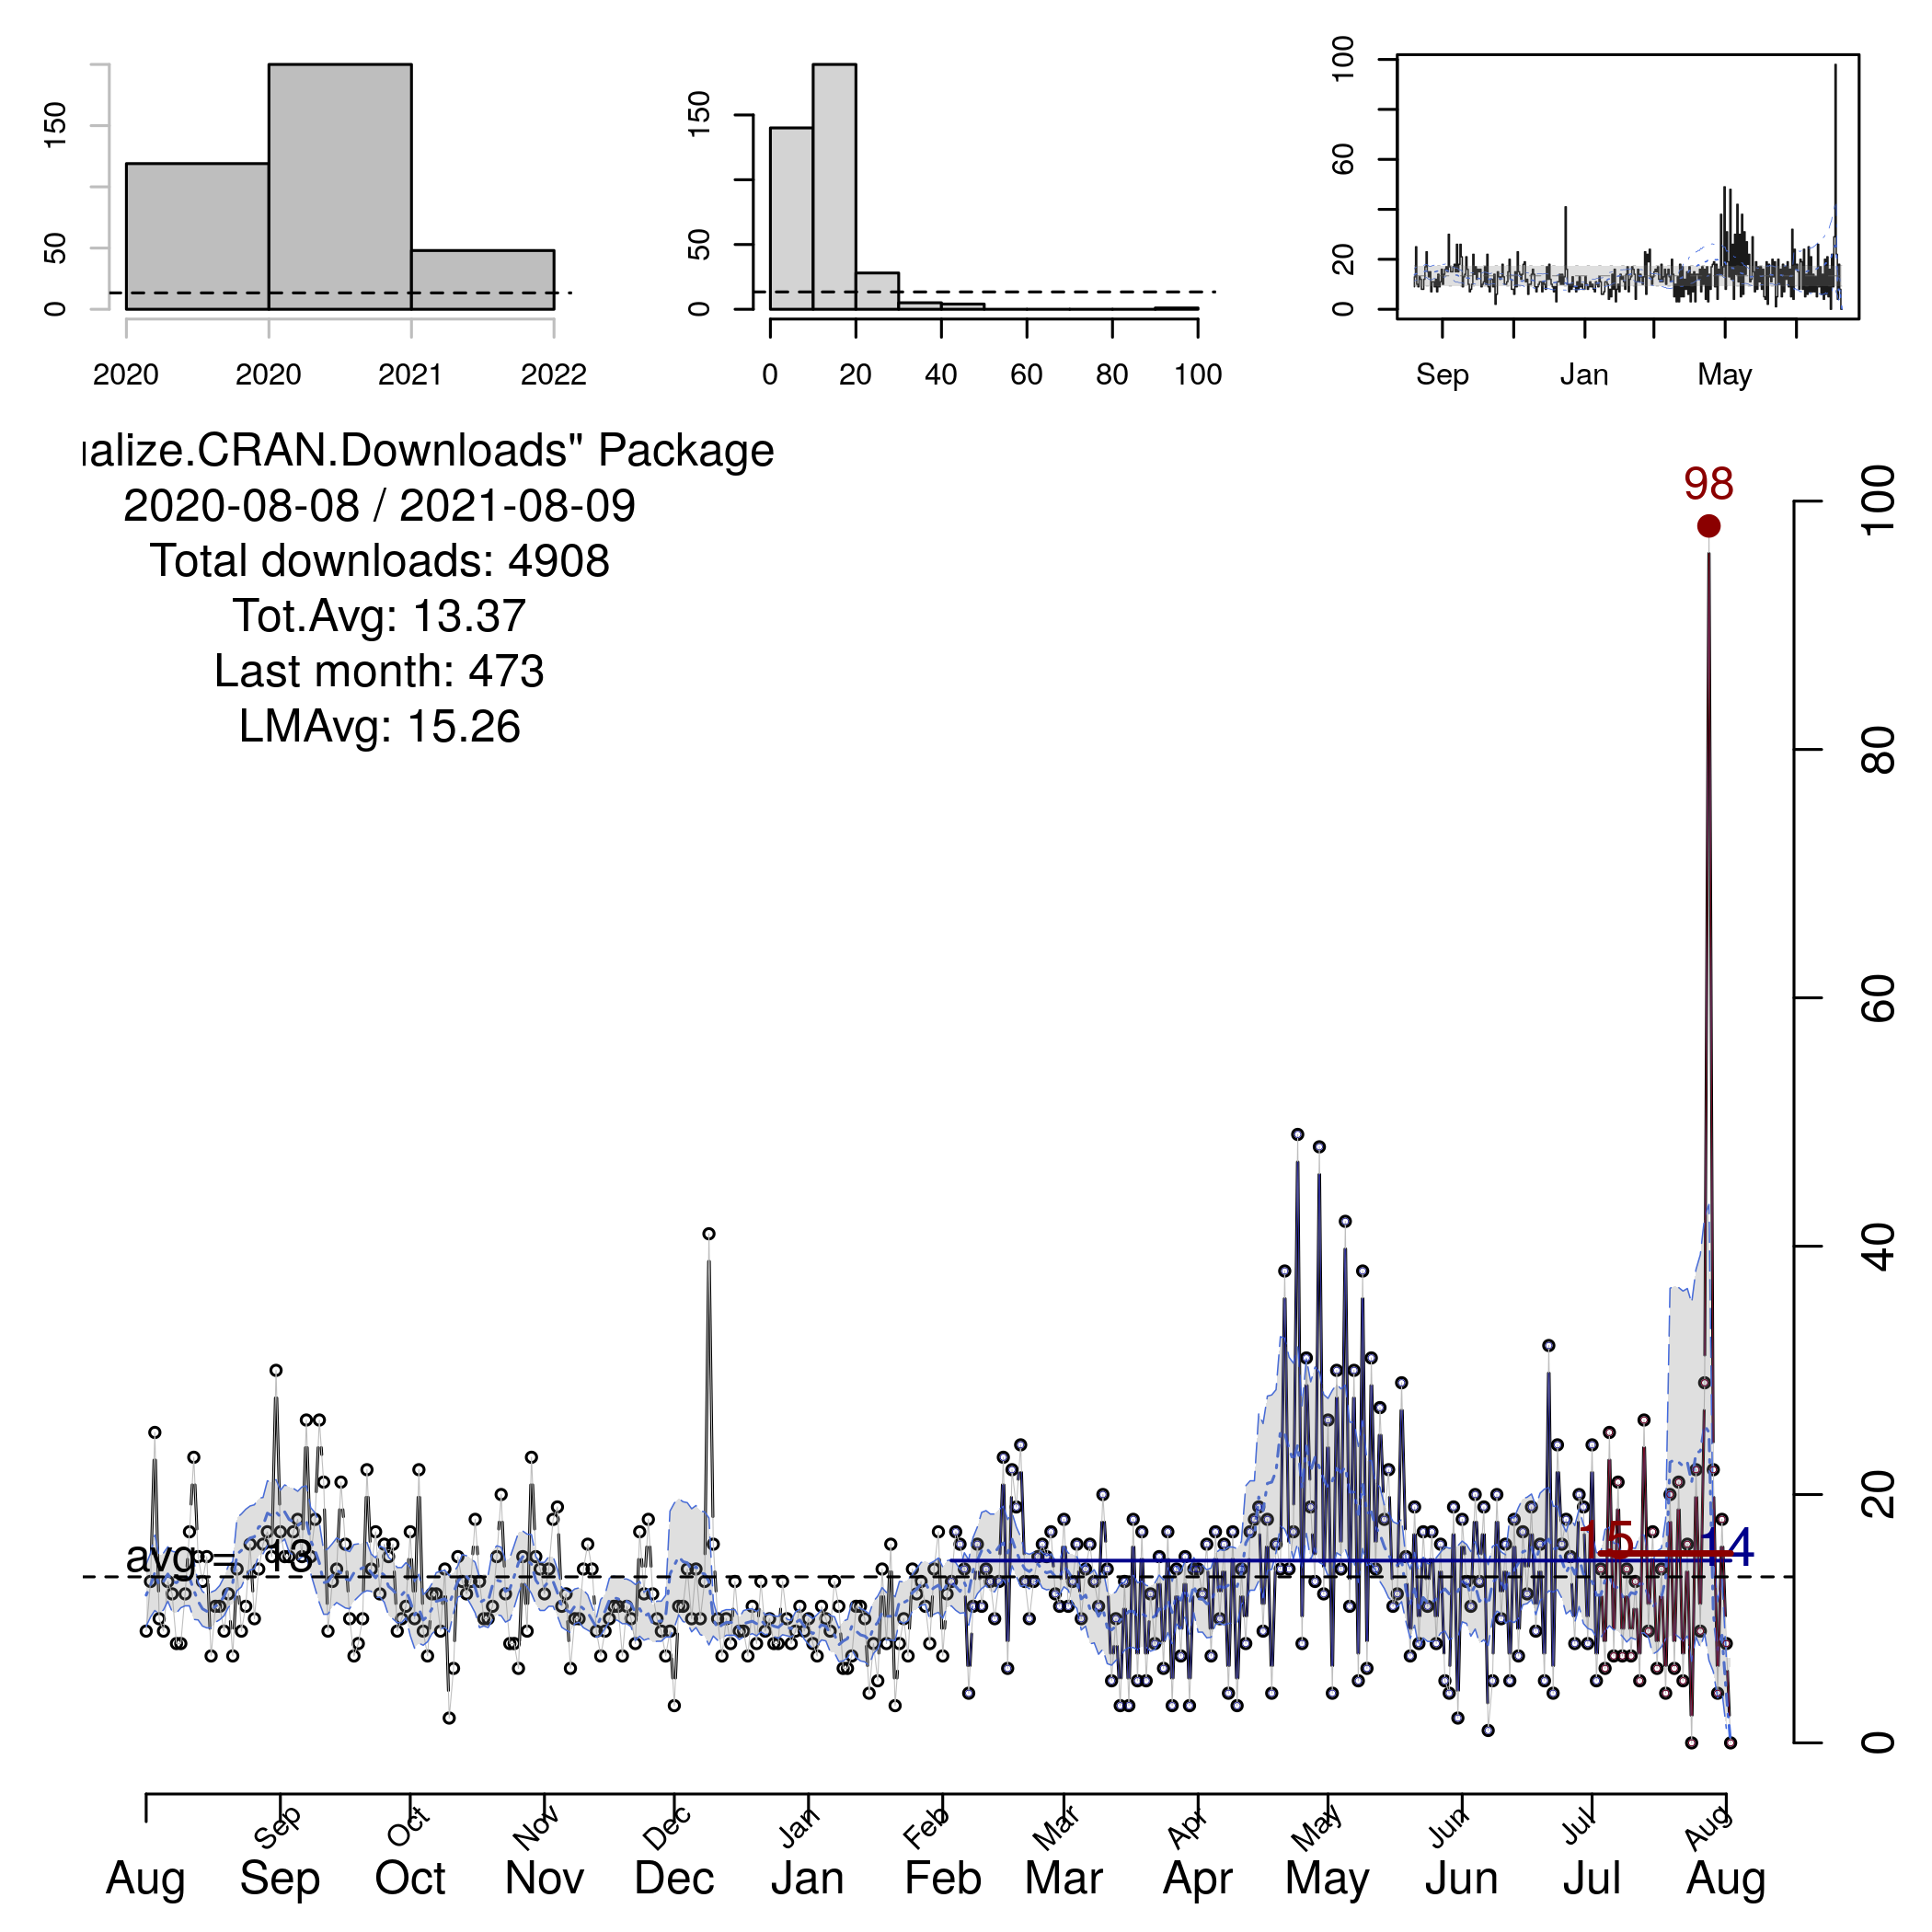 150
50
0
2020 2020 2021 2022
150
50
0
0 20 40 60 80 100
100
60
20
0
Sep Jan May
alize.CRAN.Downloads" Package
2020-08-08 / 2021-08-09
Total downloads: 4908
Tot.Avg: 13.37
Last month: 473
LMAvg: 15.26
98
100
80
60
40
20
0
avg = 13
15
14
Sep Oct Nov Dec Jan Feb Mar Apr May Jun Jul Aug
Aug Sep Oct Nov Dec Jan Feb Mar Apr May Jun Jul Aug